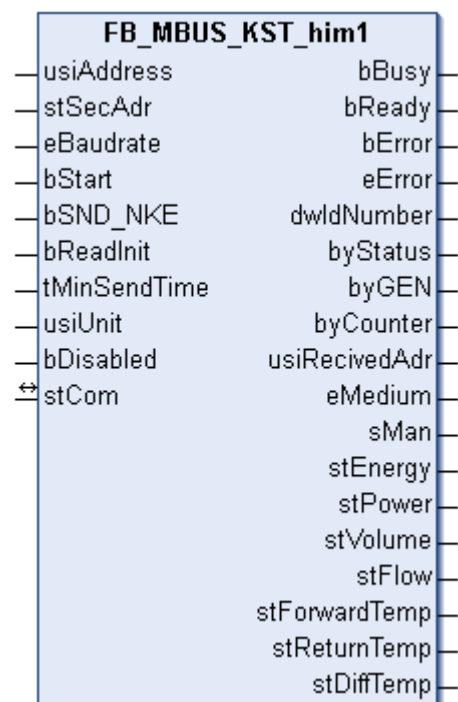 FB_MBUS_KST_him1
usiAddress bBusy
stSecAdr bReady
eBaudrate bError
bStart eError
bSND_NKE dwIdNumber
bReadInit byStatus
tMinSendTime byGEN
usiUnit byCounter
bDisabled usiRecivedAdr
stCom eMedium
sMan
stEnergy
stPower
stVolume
stFlow
stForwardTemp
stReturnTemp
stDiffTemp